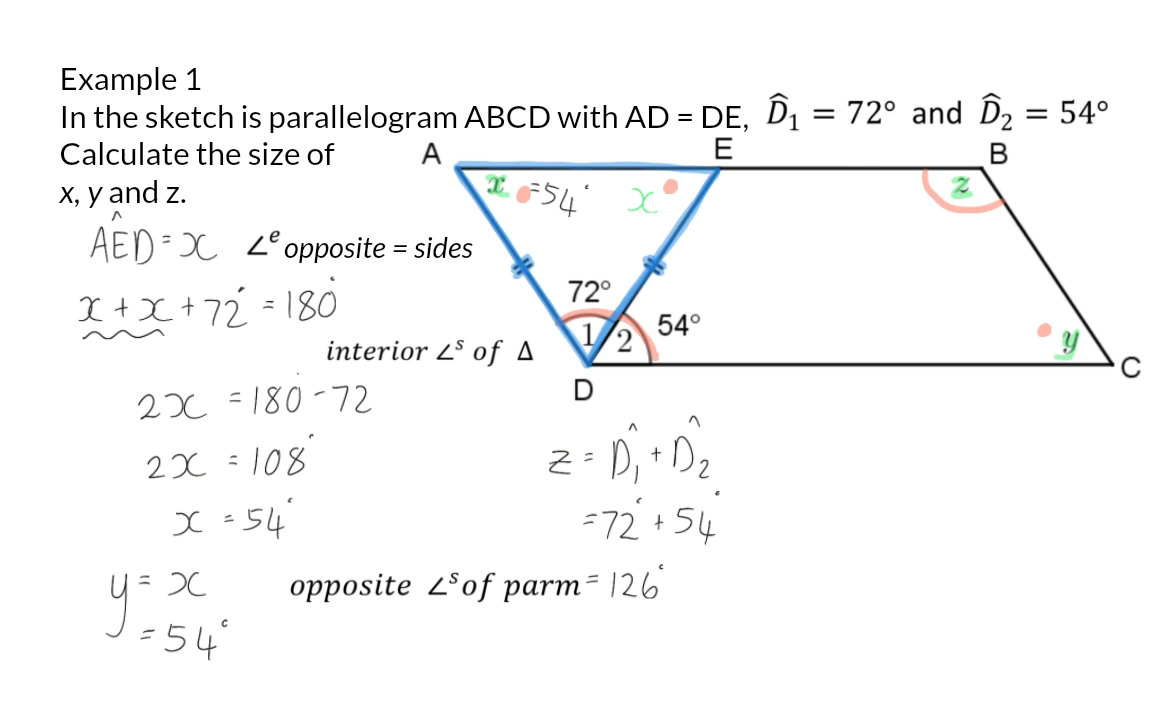 Example 1
In the sketch is parallelogram ABCD with AD = DE, D̂₁ = 72° and D̂₂ = 54°
Calculate the size of
x, y and z.
A E B
x =54° x z
AÊD = x ∠ᵉ opposite = sides
x + x + 72° = 180°
72°
1 2 54°
y
interior ∠ˢ of Δ
D C
2x = 180° - 72
2x = 108°
x = 54°
z = D̂₁ + D̂₂
= 72° + 54°
= 126°
y = x opposite ∠ˢ of parm
= 54°